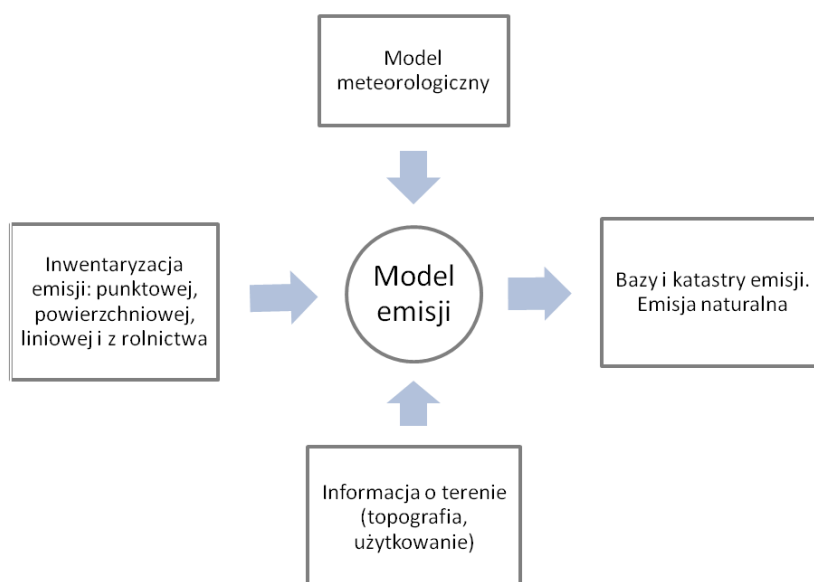 Model
meteorologiczny
Inwentaryzacja
emisji: punktowej,
powierzchniowej,
liniowej i z rolnictwa
Model
emisji
Bazy i katastry emisji.
Emisja naturalna
Informacja o terenie
(topografia,
użytkowanie)